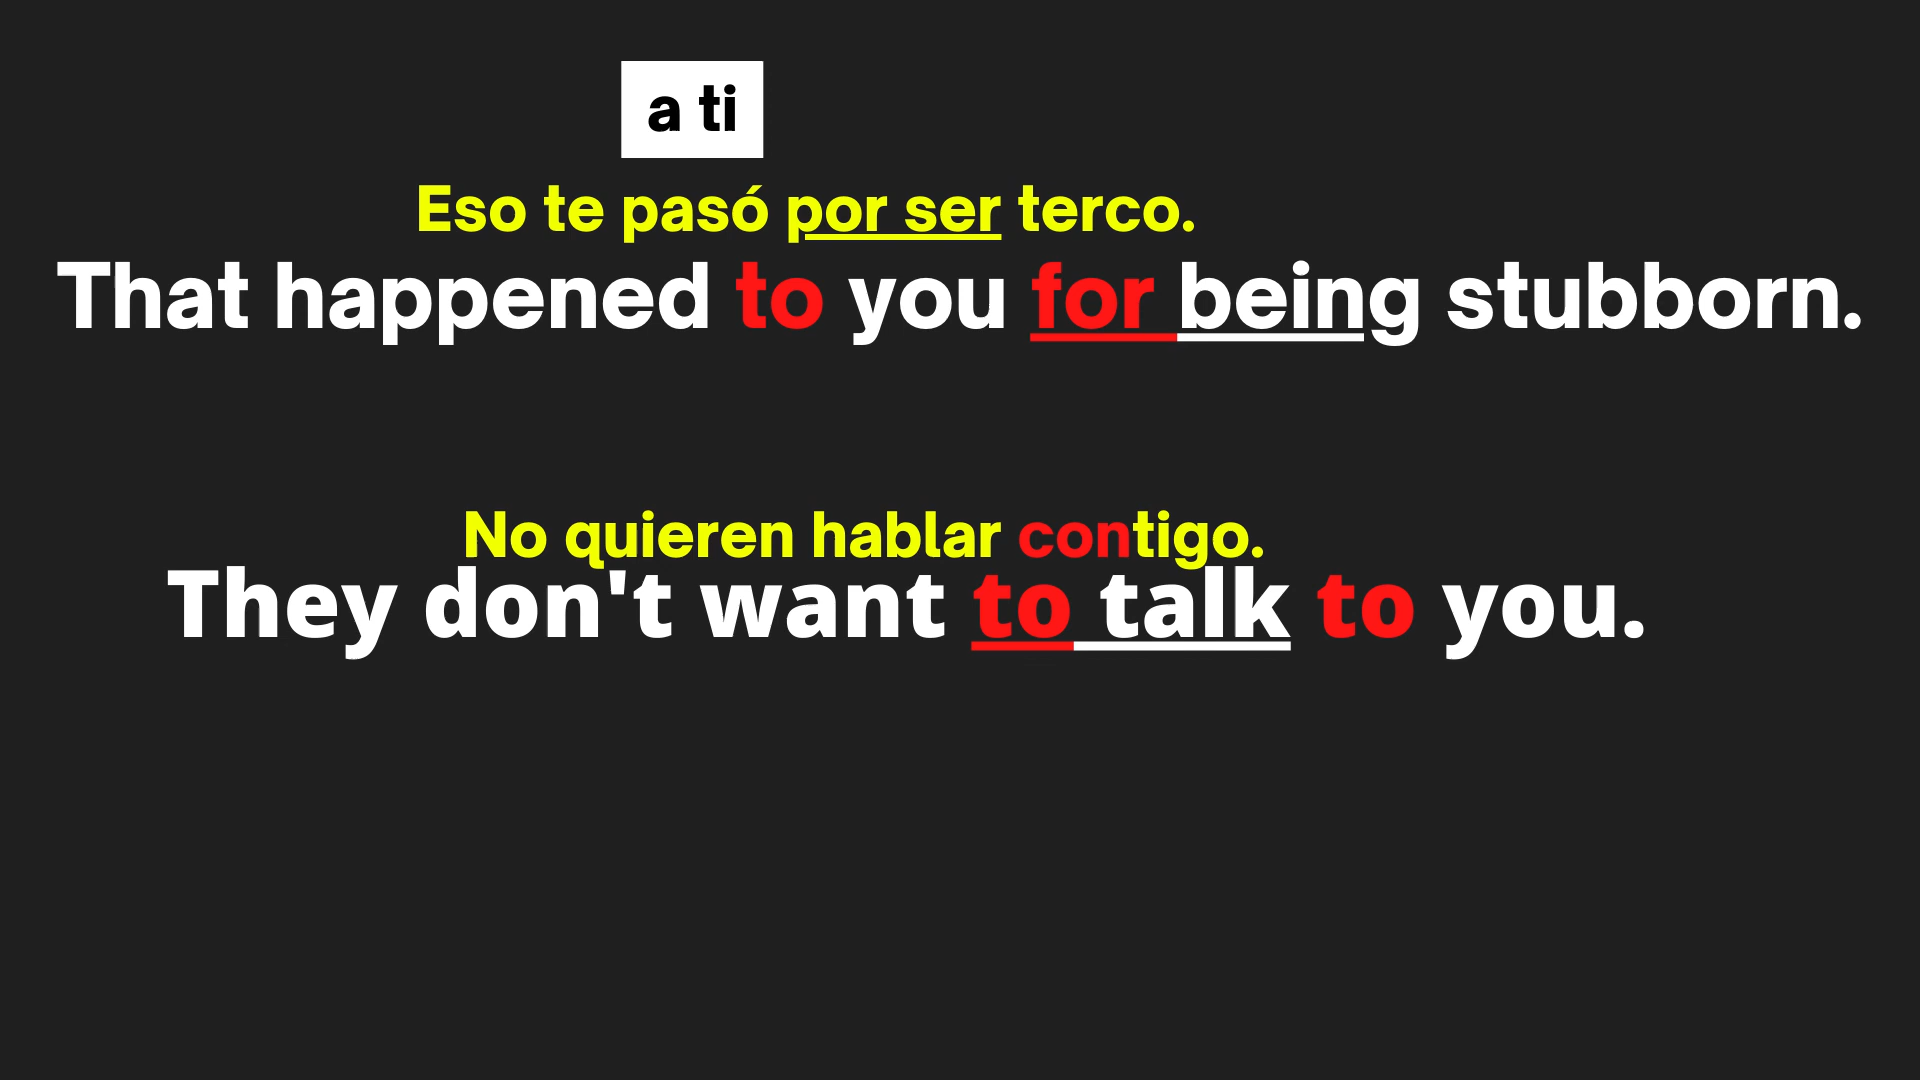 a ti
Eso te pasó por ser terco.
That happened to you for being stubborn.
No quieren hablar contigo.
They don't want to talk to you.